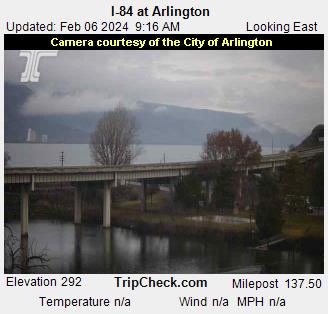 I-84 at Arlington
Updated: Feb 06 2024 9:16 AM Looking East
Camera courtesy of the City of Arlington
Elevation 292 TripCheck.com Milepost 137.50
Temperature n/a Wind n/a MPH n/a